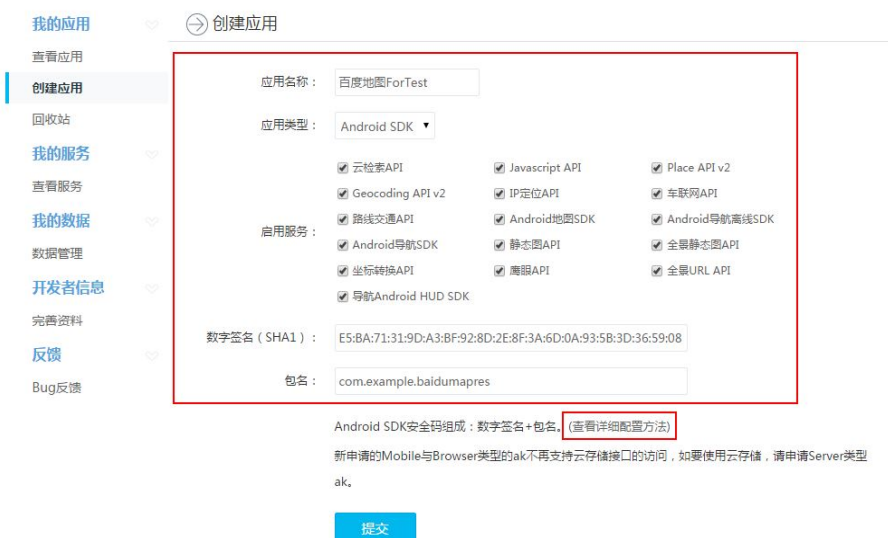 我的应用
查看应用
创建应用
回收站
我的服务
查看服务
我的数据
数据管理
开发者信息
完善资料
反馈
Bug反馈
创建应用
应用名称：
百度地图ForTest
应用类型：
Android SDK
启用服务：
云检索API
Javascript API
Place API v2
Geocoding API v2
IP定位API
车联网API
路线交通API
Android地图SDK
Android导航离线SDK
Android导航SDK
静态图API
全景静态图API
坐标转换API
鹰眼API
全景URL API
导航Android HUD SDK
数字签名（SHA1）：
E5:BA:71:31:9D:A3:BF:92:8D:2E:8F:3A:6D:0A:93:5B:3D:36:59:08
包名：
com.example.baidumapres
Android SDK安全码组成：数字签名+包名。(查看详细配置方法)
新申请的Mobile与Browser类型的ak不再支持云存储接口的访问，如要使用云存储，请申请Server类型
ak。
提交